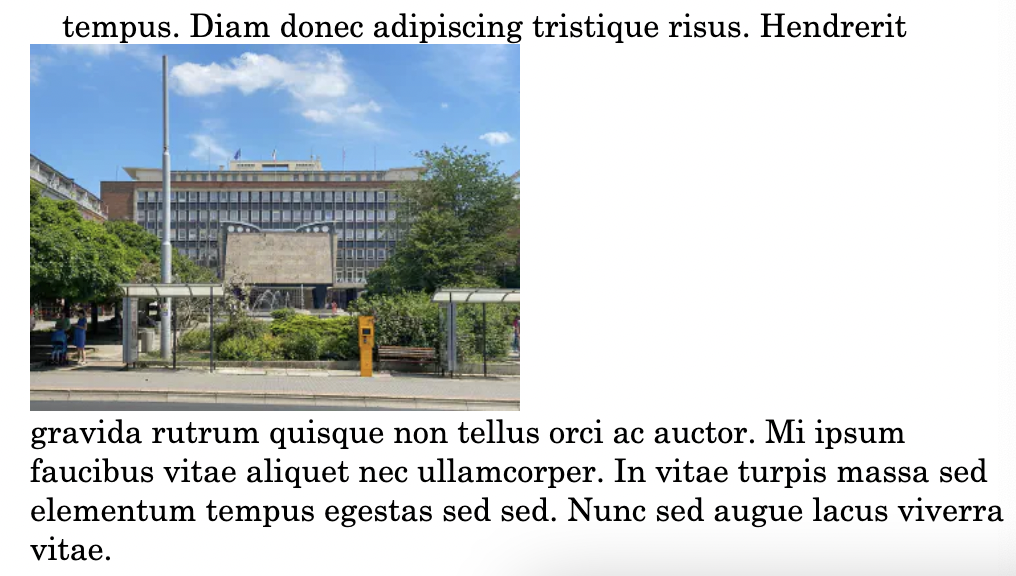 tempus. Diam donec adipiscing tristique risus. Hendrerit
gravida rutrum quisque non tellus orci ac auctor. Mi ipsum
faucibus vitae aliquet nec ullamcorper. In vitae turpis massa sed
elementum tempus egestas sed sed. Nunc sed augue lacus viverra
vitae.